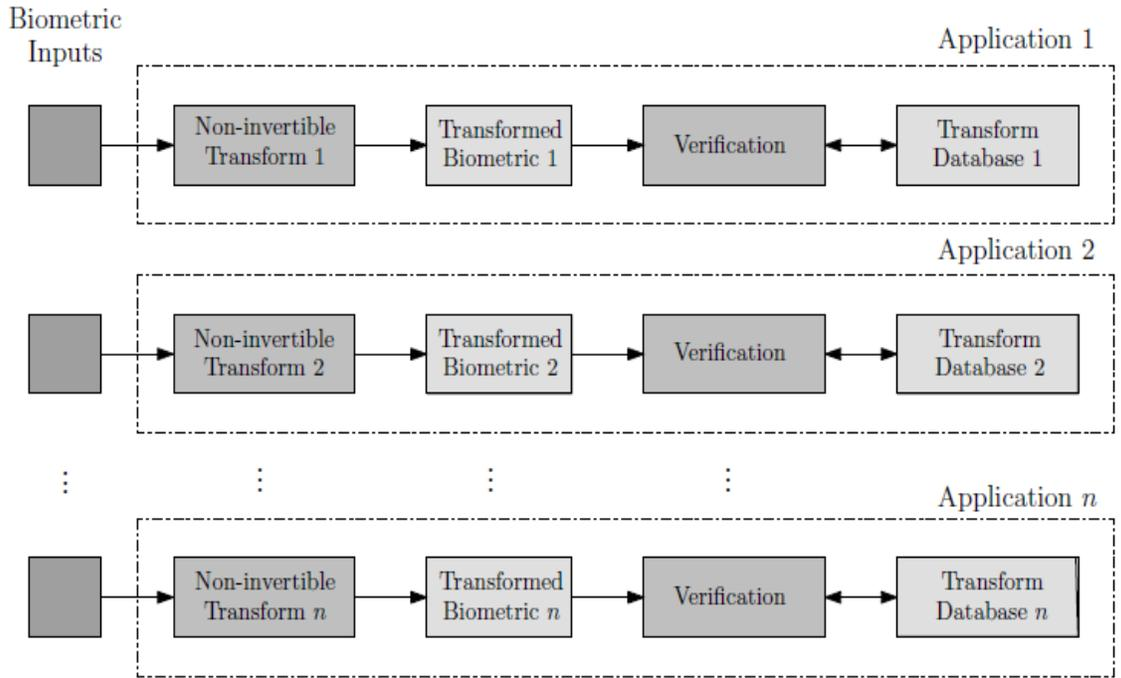 Biometric
Inputs
Application 1
Non-invertible
Transform 1
Transformed
Biometric 1
Verification
Transform
Database 1
Application 2
Non-invertible
Transform 2
Transformed
Biometric 2
Verification
Transform
Database 2
⋮ ⋮ ⋮ ⋮
Application n
Non-invertible
Transform n
Transformed
Biometric n
Verification
Transform
Database n